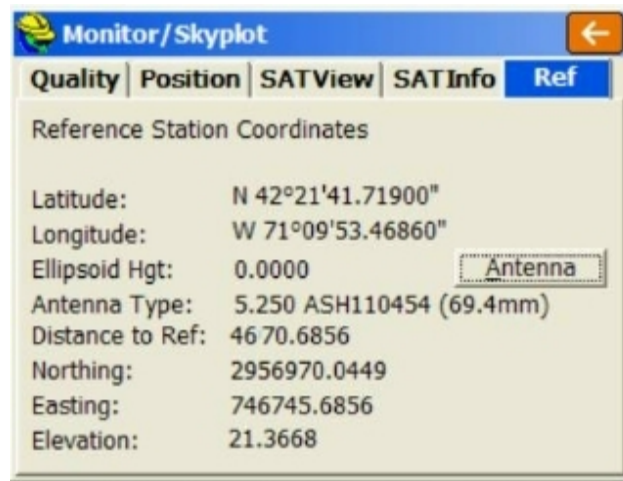 Monitor/Skyplot
Quality Position SATView SATInfo Ref
Reference Station Coordinates
Latitude: N 42°21'41.71900"
Longitude: W 71°09'53.46860"
Ellipsoid Hgt: 0.0000 Antenna
Antenna Type: 5.250 ASH110454 (69.4mm)
Distance to Ref: 4670.6856
Northing: 2956970.0449
Easting: 746745.6856
Elevation: 21.3668